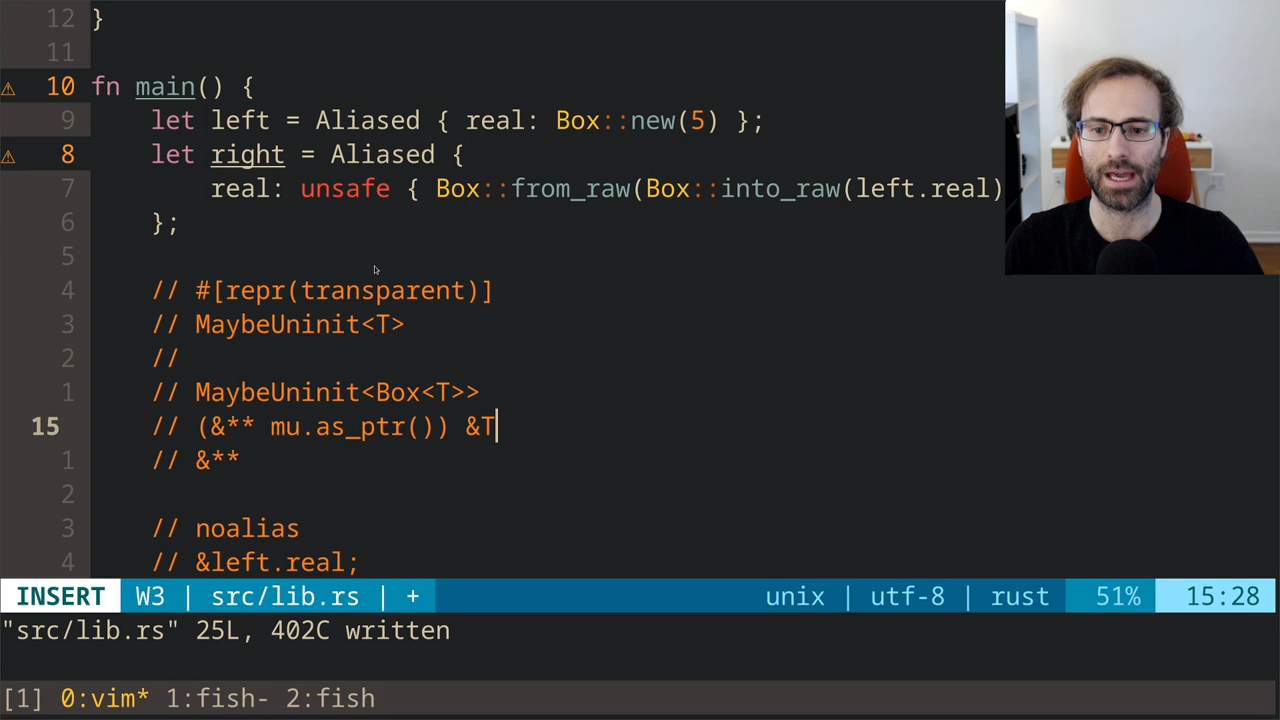 12 }
11
⚠ 10 fn main() {
9 let left = Aliased { real: Box::new(5) };
⚠ 8 let right = Aliased {
7 real: unsafe { Box::from_raw(Box::into_raw(left.real)
6 };
5
4 // #[repr(transparent)]
3 // MaybeUninit<T>
2 //
1 // MaybeUninit<Box<T>>
15 // (&** mu.as_ptr()) &T
1 // &**
2
3 // noalias
4 // &left.real;
INSERT W3 | src/lib.rs | + unix | utf-8 | rust 51% 15:28
"src/lib.rs" 25L, 402C written
[1] 0:vim* 1:fish- 2:fish